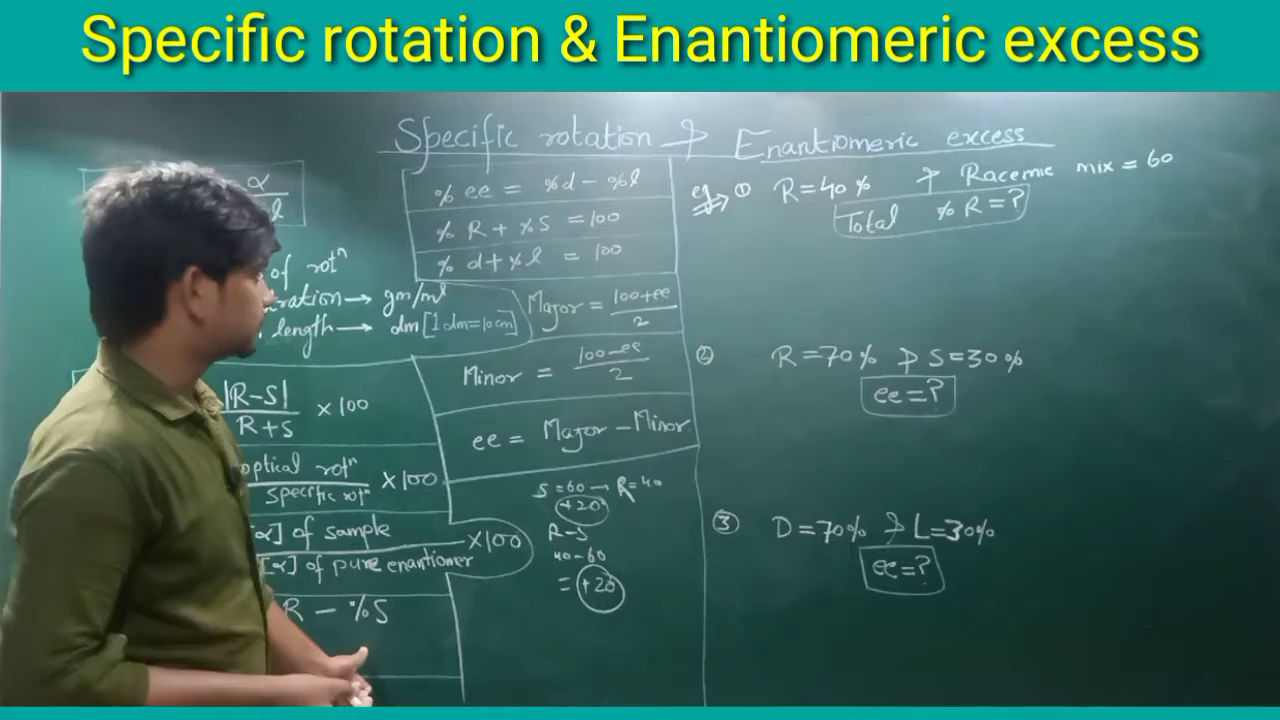 Specific rotation & Enantiomeric excess
Specific rotation & Enantiomeric excess
α
l
of rotⁿ
gm/ml
length → dm [1 dm=10cm]
|R-S|
R+S
× 100
optical rotⁿ
specific rotⁿ
× 100
[α] of sample
[α] of pure enantiomer
×100
R - %S
% ee = %d - %l
% R + % S = 100
% d + % l = 100
Major = 100+ee
2
Minor = 100-ee
2
ee = Major - Minor
S=60 → R=40
+20
R-S
40-60
= +20
eg ① R=40% & Racemic mix = 60
Total % R = ?
② R=70% & S=30%
ee=?
③ D=70% & L=30%
ee=?